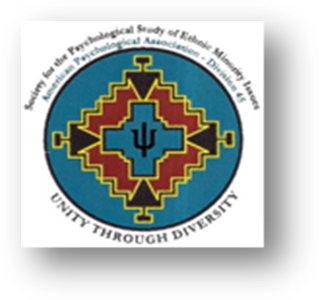 Society for the Psychological Study of Ethnic Minority Issues
American Psychological Association - Division 45
Ψ
UNITY THROUGH DIVERSITY